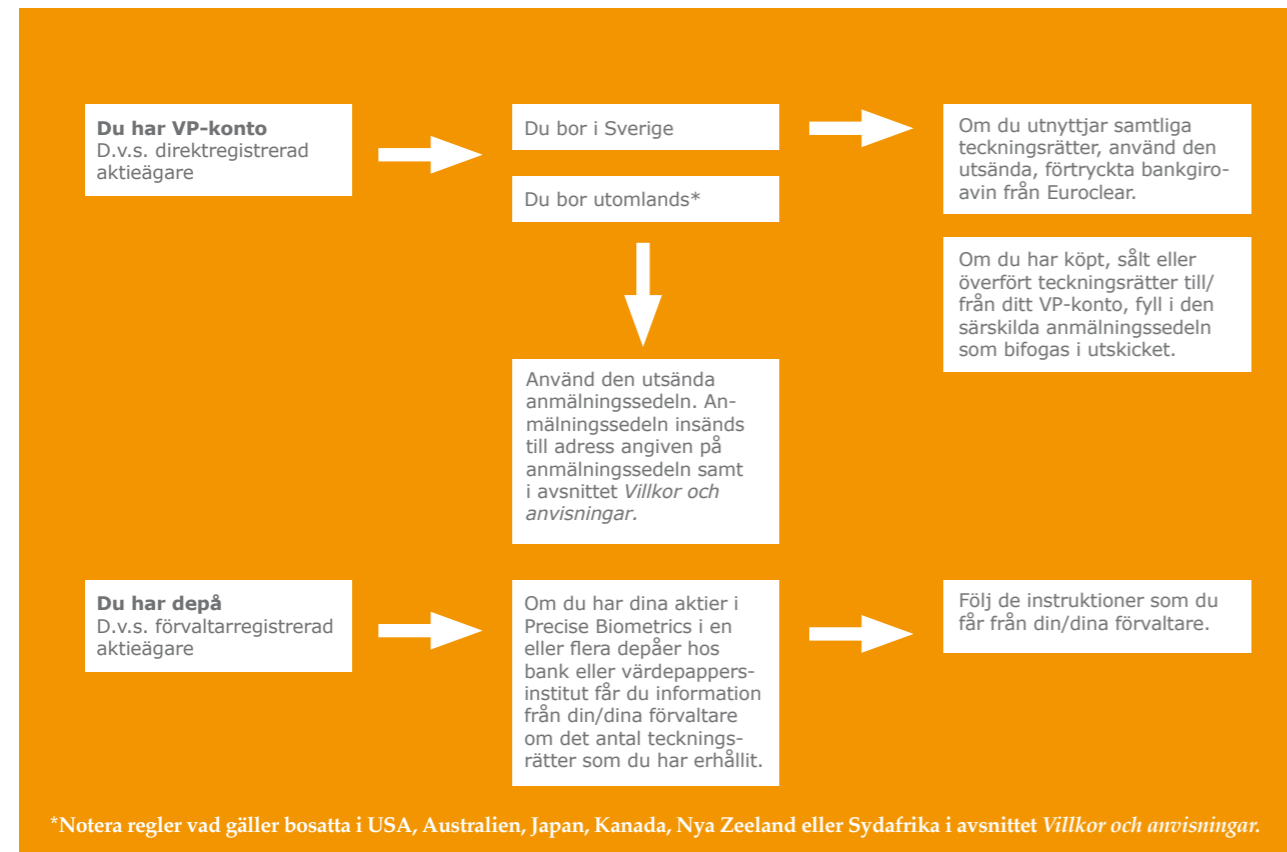 Du har VP-konto
D.v.s. direktregistrerad
aktieägare
Du bor i Sverige
Du bor utomlands*
Om du utnyttjar samtliga
teckningsrätter, använd den
utsända, förtryckta bankgiro-
avin från Euroclear.
Om du har köpt, sålt eller
överfört teckningsrätter till/
från ditt VP-konto, fyll i den
särskilda anmälningssedeln
som bifogas i utskicket.
Använd den utsända
anmälningssedeln. An-
mälningssedeln insänds
till adress angiven på
anmälningssedeln samt
i avsnittet Villkor och
anvisningar.
Du har depå
D.v.s. förvaltarregistrerad
aktieägare
Om du har dina aktier i
Precise Biometrics i en
eller flera depåer hos
bank eller värdepappers-
institut får du information
från din/dina förvaltare
om det antal tecknings-
rätter som du har erhållit.
Följ de instruktioner som du
får från din/dina förvaltare.
*Notera regler vad gäller bosatta i USA, Australien, Japan, Kanada, Nya Zeeland eller Sydafrika i avsnittet Villkor och anvisningar.